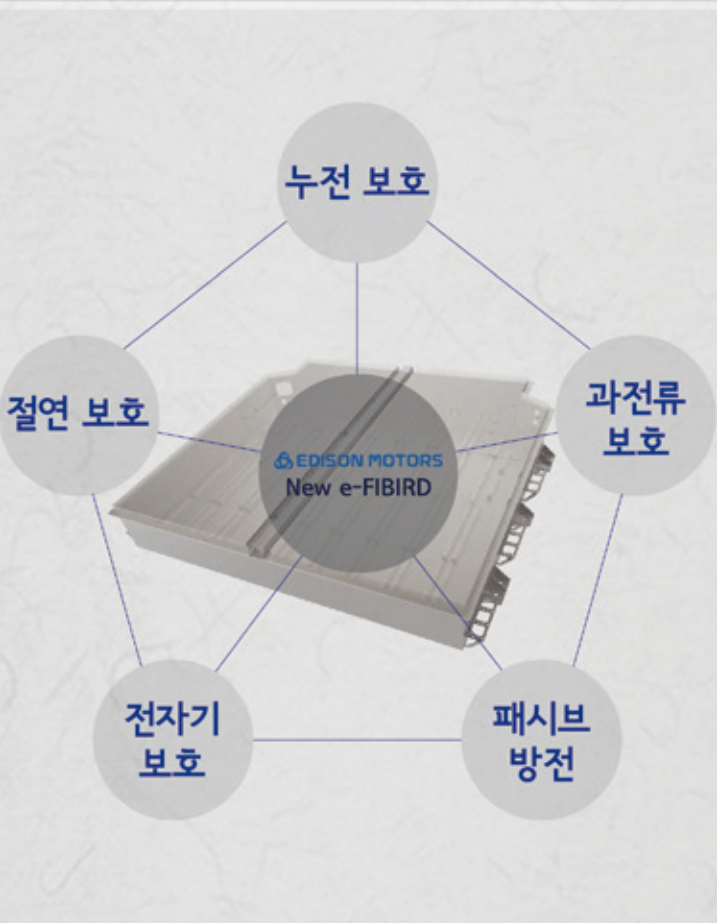 누전 보호
절연 보호
과전류
보호
EDISON MOTORS
New e-FIBIRD
전자기
보호
패시브
방전